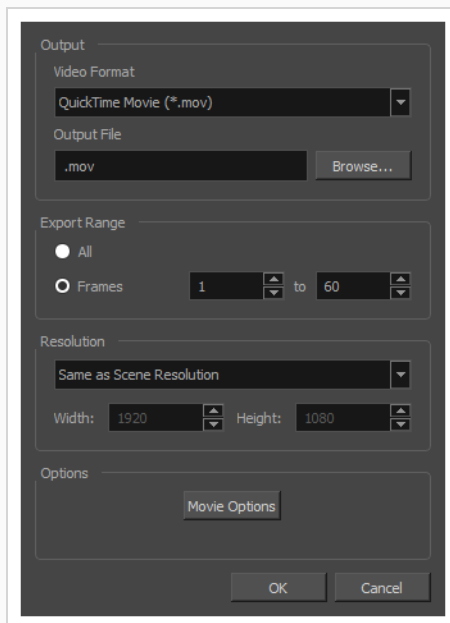 Output
Video Format
QuickTime Movie (*.mov)
Output File
.mov Browse...
Export Range
All
Frames 1 to 60
Resolution
Same as Scene Resolution
Width: 1920 Height: 1080
Options
Movie Options
OK Cancel